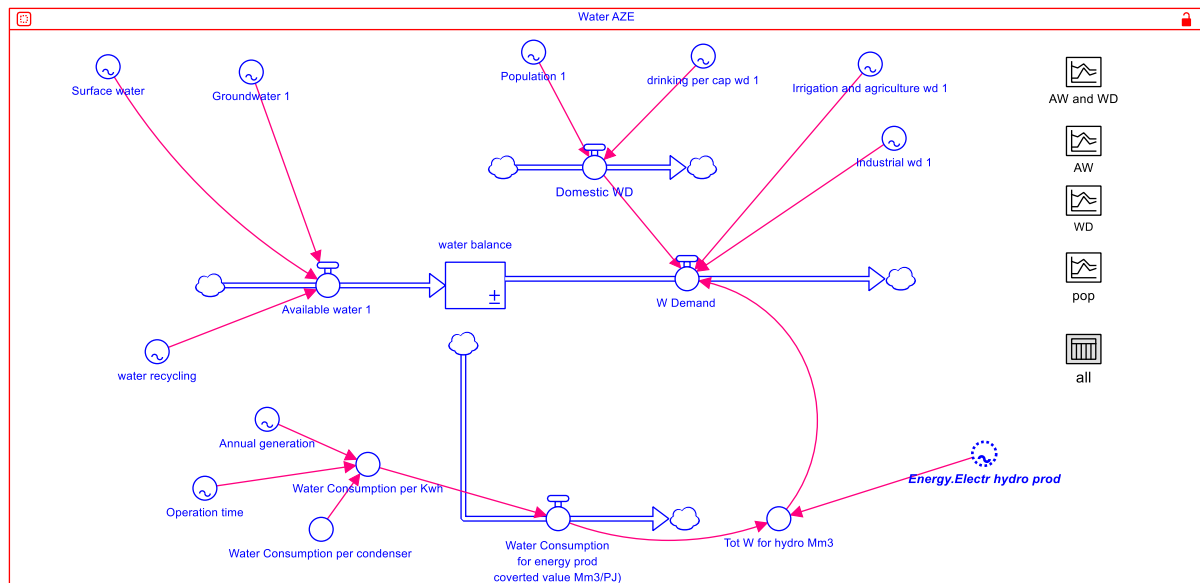 Water AZE
Surface water
Groundwater 1
Population 1
drinking per cap wd 1
Irrigation and agriculture wd 1
AW and WD
Industrial wd 1
AW
Domestic WD
WD
water balance
Available water 1
W Demand
pop
water recycling
all
Annual generation
Water Consumption per Kwh
Energy.Electr hydro prod
Operation time
Water Consumption per condenser
Water Consumption
for energy prod
coverted value Mm3/PJ)
Tot W for hydro Mm3